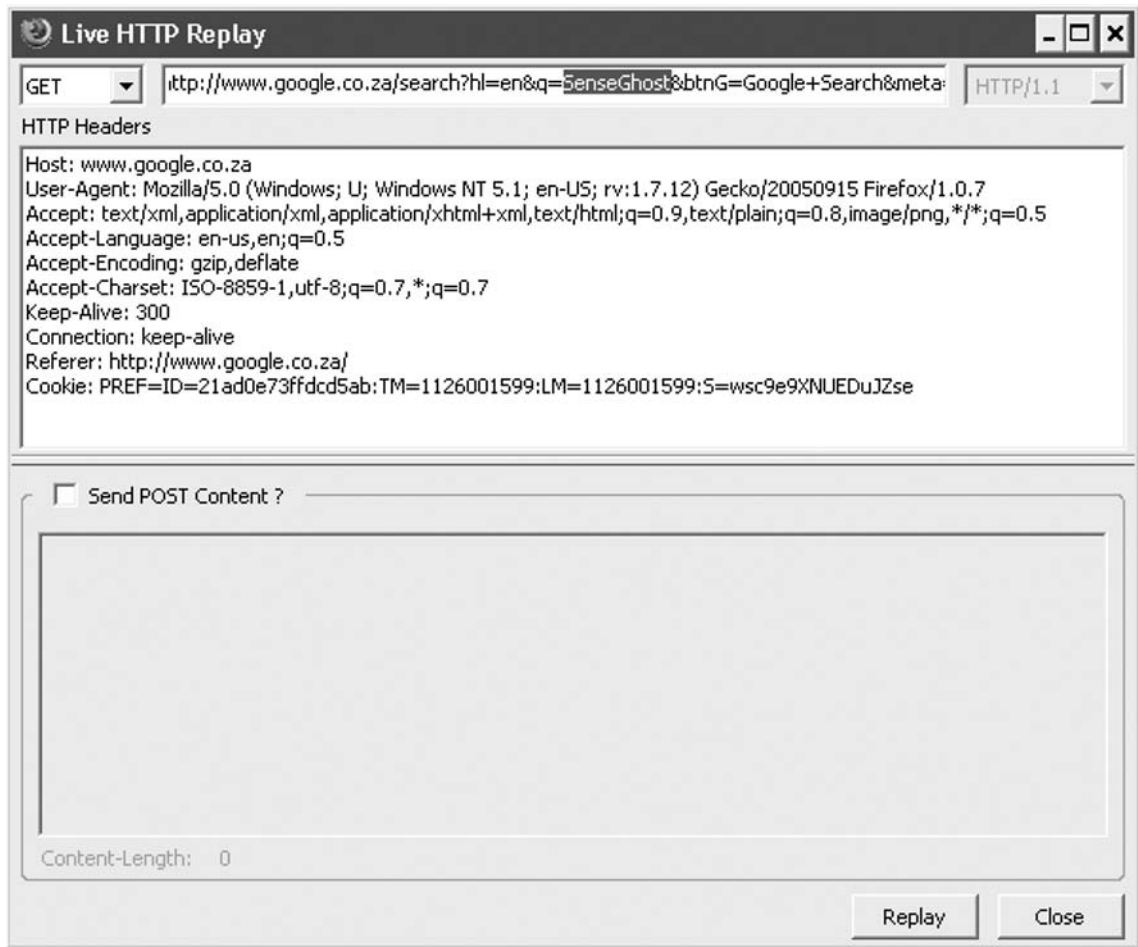 Live HTTP Replay
GET
ttp://www.google.co.za/search?hl=en&q=SenseGhost&btnG=Google+Search&meta=
HTTP/1.1
HTTP Headers
Host: www.google.co.za
User-Agent: Mozilla/5.0 (Windows; U; Windows NT 5.1; en-US; rv:1.7.12) Gecko/20050915 Firefox/1.0.7
Accept: text/xml,application/xml,application/xhtml+xml,text/html;q=0.9,text/plain;q=0.8,image/png,*/*;q=0.5
Accept-Language: en-us,en;q=0.5
Accept-Encoding: gzip,deflate
Accept-Charset: ISO-8859-1,utf-8;q=0.7,*;q=0.7
Keep-Alive: 300
Connection: keep-alive
Referer: http://www.google.co.za/
Cookie: PREF=ID=21ad0e73ffdcd5ab:TM=1126001599:LM=1126001599:S=wsc9e9XNUEDuJZse
Send POST Content ?
Content-Length: 0
Replay
Close